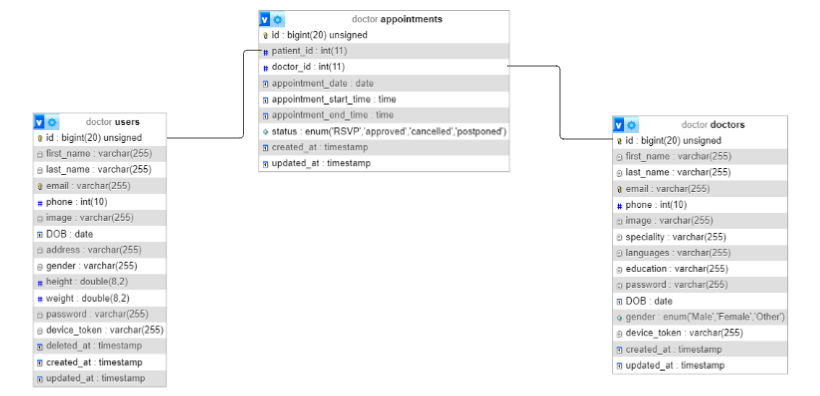 doctor appointments
id : bigint(20) unsigned
patient_id : int(11)
doctor_id : int(11)
appointment_date : date
appointment_start_time : time
appointment_end_time : time
status : enum('RSVP','approved','cancelled','postponed')
created_at : timestamp
updated_at : timestamp
doctor users
id : bigint(20) unsigned
first_name : varchar(255)
last_name : varchar(255)
email : varchar(255)
phone : int(10)
image : varchar(255)
DOB : date
address : varchar(255)
gender : varchar(255)
height : double(8,2)
weight : double(8,2)
password : varchar(255)
device_token : varchar(255)
deleted_at : timestamp
created_at : timestamp
updated_at : timestamp
doctor doctors
id : bigint(20) unsigned
first_name : varchar(255)
last_name : varchar(255)
email : varchar(255)
phone : int(10)
image : varchar(255)
speciality : varchar(255)
languages : varchar(255)
education : varchar(255)
password : varchar(255)
DOB : date
gender : enum('Male','Female','Other')
device_token : varchar(255)
created_at : timestamp
updated_at : timestamp